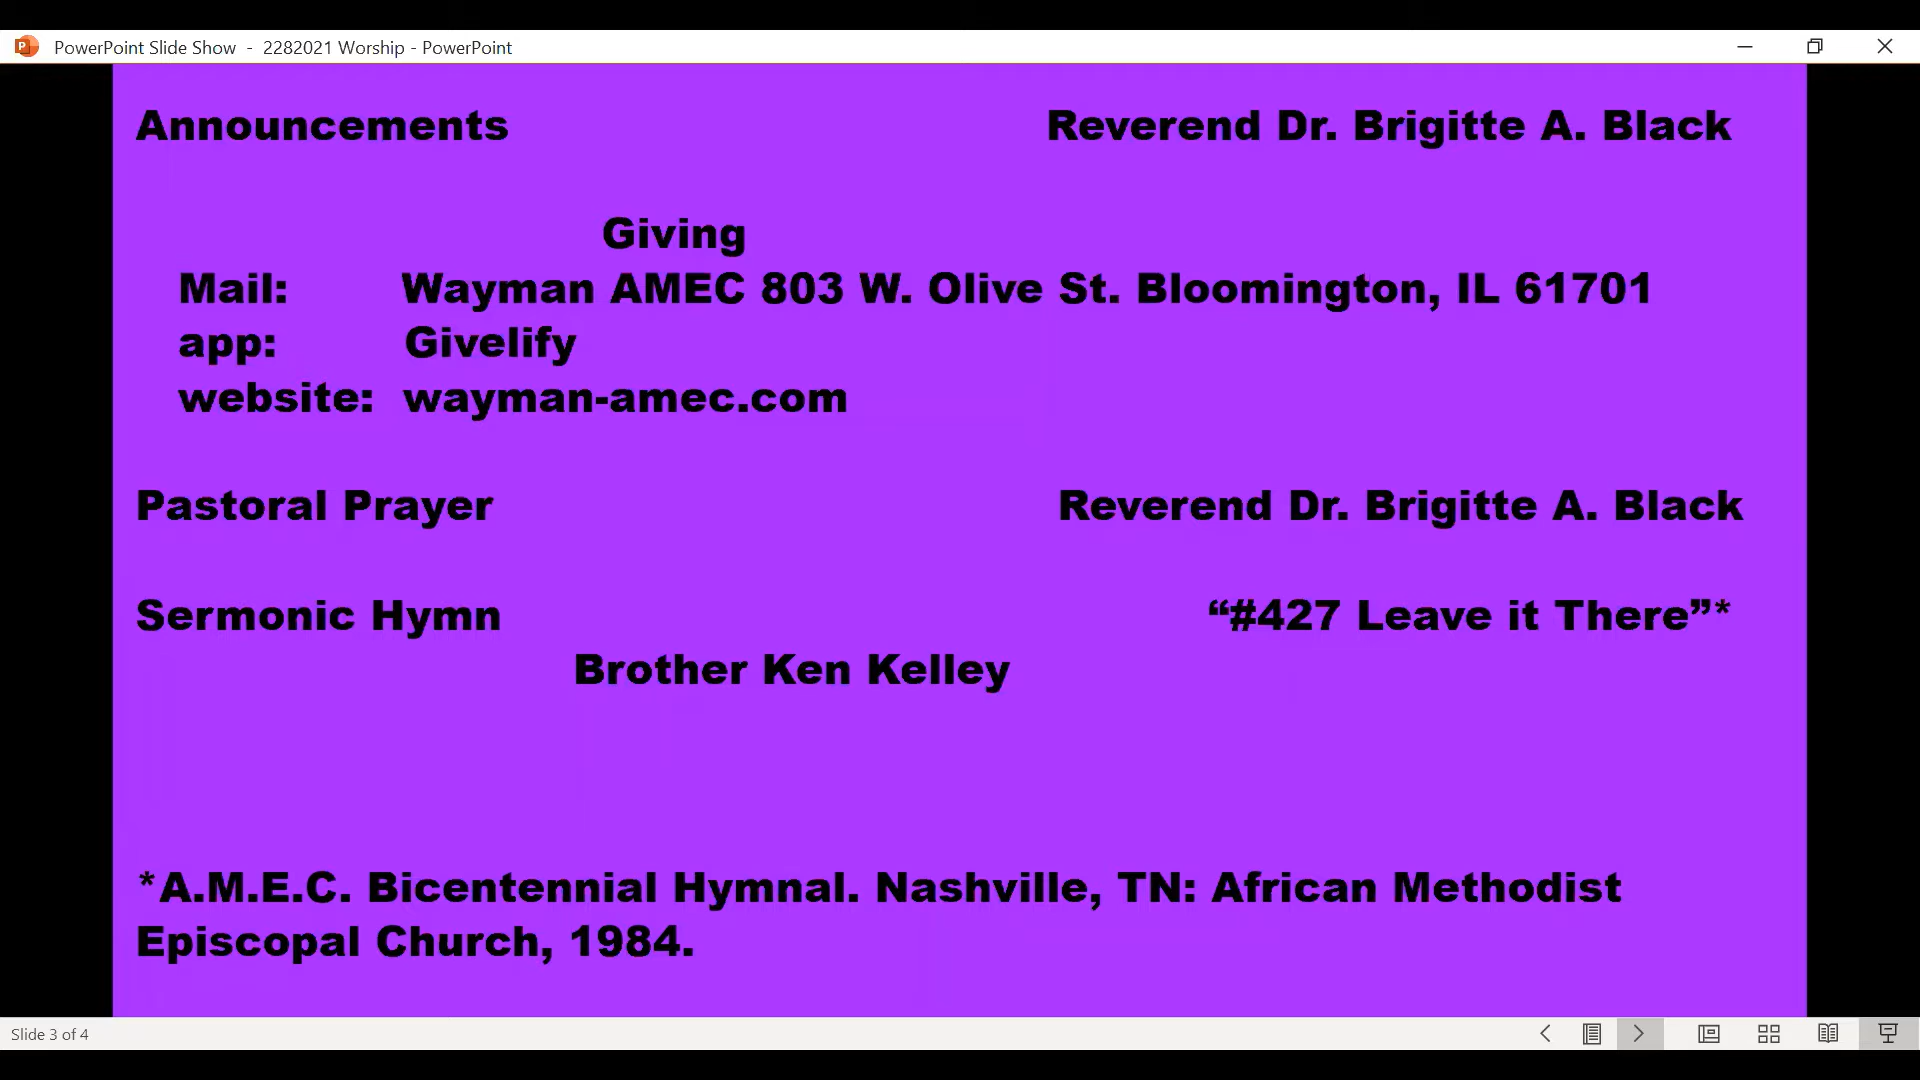 PowerPoint Slide Show - 2282021 Worship - PowerPoint
Announcements Reverend Dr. Brigitte A. Black
Giving
Mail: Wayman AMEC 803 W. Olive St. Bloomington, IL 61701
app: Givelify
website: wayman-amec.com
Pastoral Prayer Reverend Dr. Brigitte A. Black
Sermonic Hymn “#427 Leave it There”*
Brother Ken Kelley
*A.M.E.C. Bicentennial Hymnal. Nashville, TN: African Methodist
Episcopal Church, 1984.
Slide 3 of 4